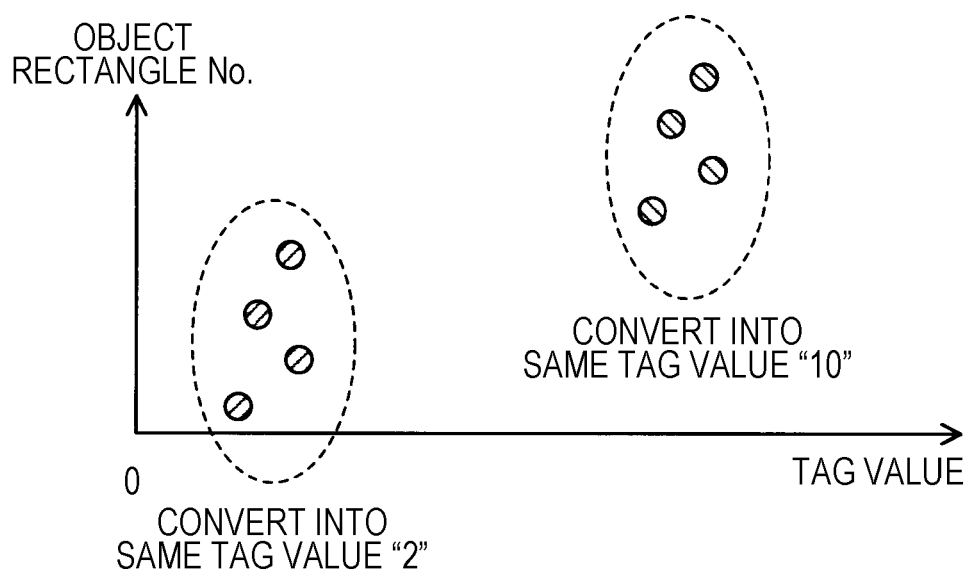 OBJECT
RECTANGLE No.
CONVERT INTO
SAME TAG VALUE “10”
0
TAG VALUE
CONVERT INTO
SAME TAG VALUE “2”